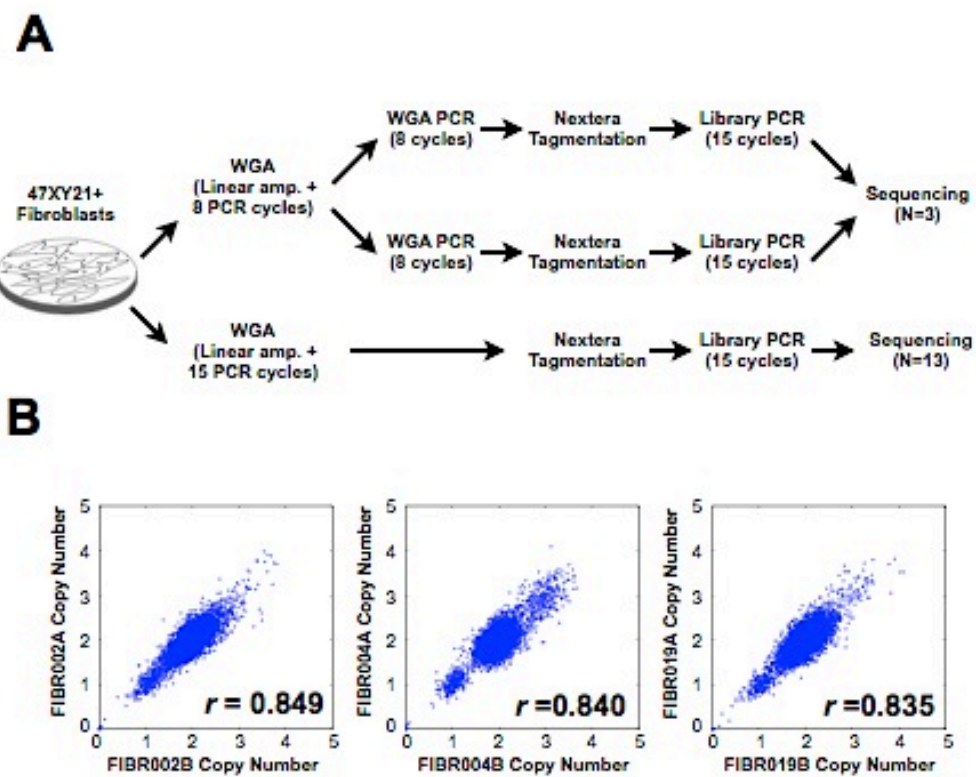 A
47XY21+
Fibroblasts
WGA
(Linear amp. +
8 PCR cycles)
WGA PCR
(8 cycles)
Nextera
Tagmentation
Library PCR
(15 cycles)
WGA PCR
(8 cycles)
Nextera
Tagmentation
Library PCR
(15 cycles)
Sequencing
(N=3)
WGA
(Linear amp. +
15 PCR cycles)
Nextera
Tagmentation
Library PCR
(15 cycles)
Sequencing
(N=13)
B
FIBR002A Copy Number
5
4
3
2
1
0
r = 0.849
0 1 2 3 4 5
FIBR002B Copy Number
FIBR004A Copy Number
5
4
3
2
1
0
r =0.840
0 1 2 3 4 5
FIBR004B Copy Number
FIBR019A Copy Number
5
4
3
2
1
0
r =0.835
0 1 2 3 4 5
FIBR019B Copy Number